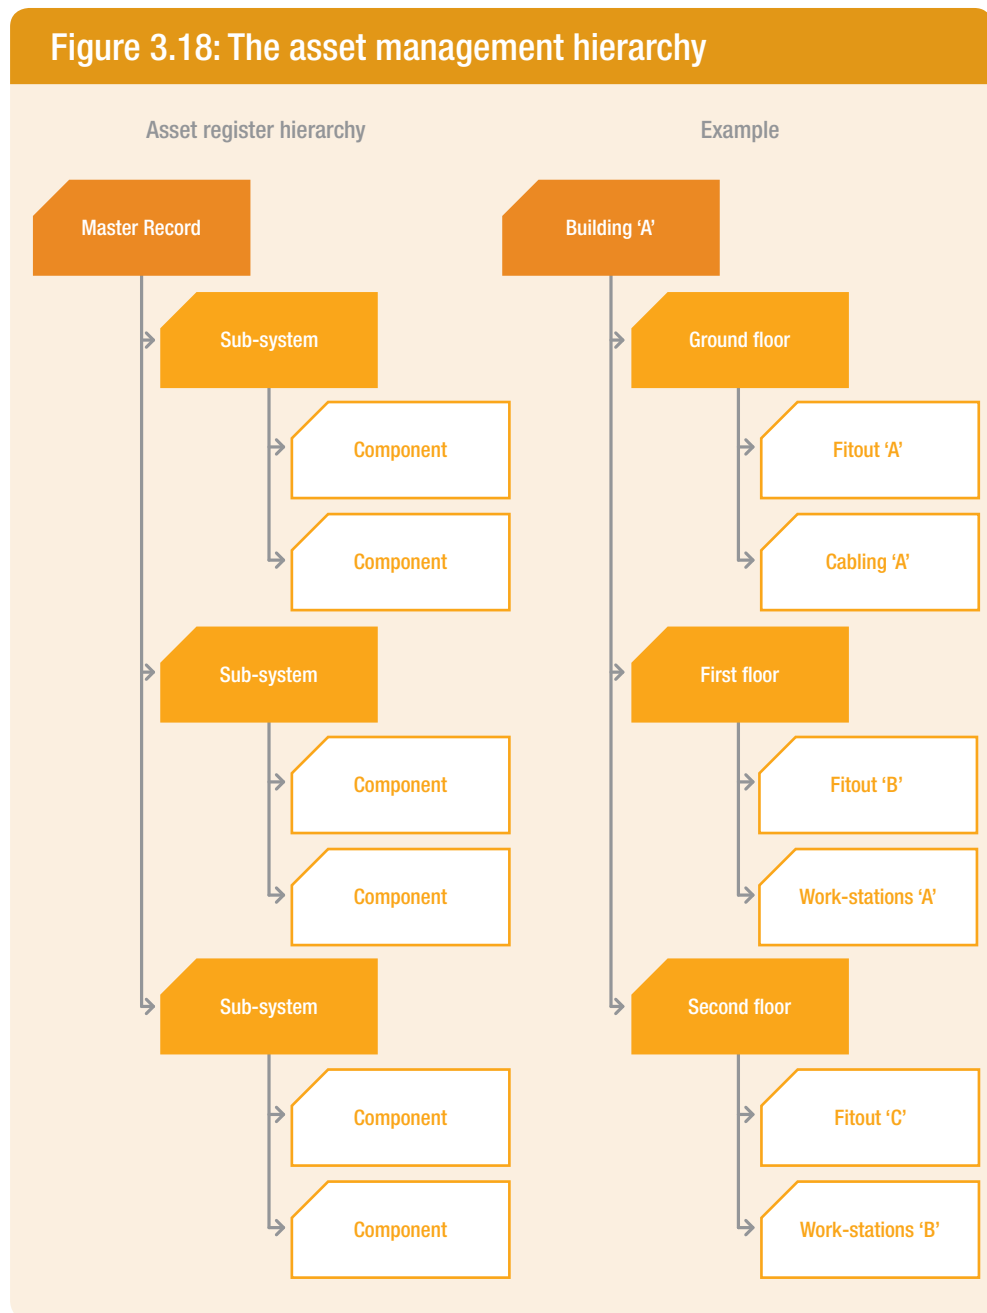 Figure 3.18: The asset management hierarchy
Asset register hierarchy
Master Record
Sub-system
Component
Component
Sub-system
Component
Component
Sub-system
Component
Component
Example
Building ‘A’
Ground floor
Fitout ‘A’
Cabling ‘A’
First floor
Fitout ‘B’
Work-stations ‘A’
Second floor
Fitout ‘C’
Work-stations ‘B’